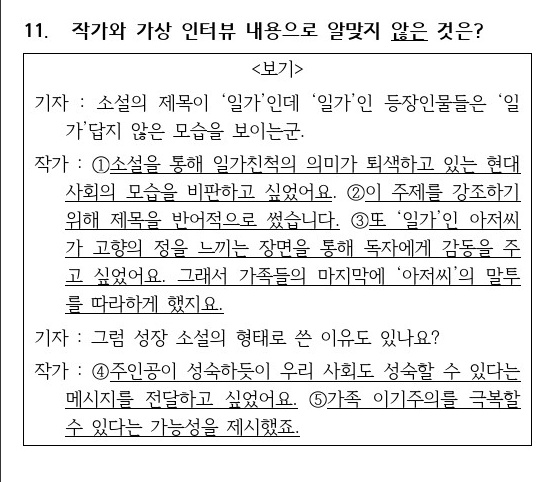 11. 작가와 가상 인터뷰 내용으로 알맞지 않은 것은?
<보기>
기자 : 소설의 제목이 ‘일가’인데 ‘일가’인 등장인물들은 ‘일
가’답지 않은 모습을 보이는군.
작가 : ①소설을 통해 일가친척의 의미가 퇴색하고 있는 현대
사회의 모습을 비판하고 싶었어요. ②이 주제를 강조하기
위해 제목을 반어적으로 썼습니다. ③또 ‘일가’인 아저씨
가 고향의 정을 느끼는 장면을 통해 독자에게 감동을 주
고 싶었어요. 그래서 가족들의 마지막에 ‘아저씨’의 말투
를 따라하게 했지요.
기자 : 그럼 성장 소설의 형태로 쓴 이유도 있나요?
작가 : ④주인공이 성숙하듯이 우리 사회도 성숙할 수 있다는
메시지를 전달하고 싶었어요. ⑤가족 이기주의를 극복할
수 있다는 가능성을 제시했죠.